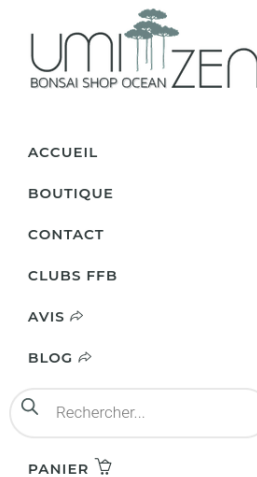 UMI ZEN
BONSAI SHOP OCEAN
ACCUEIL
BOUTIQUE
CONTACT
CLUBS FFB
AVIS
BLOG
Rechercher...
PANIER